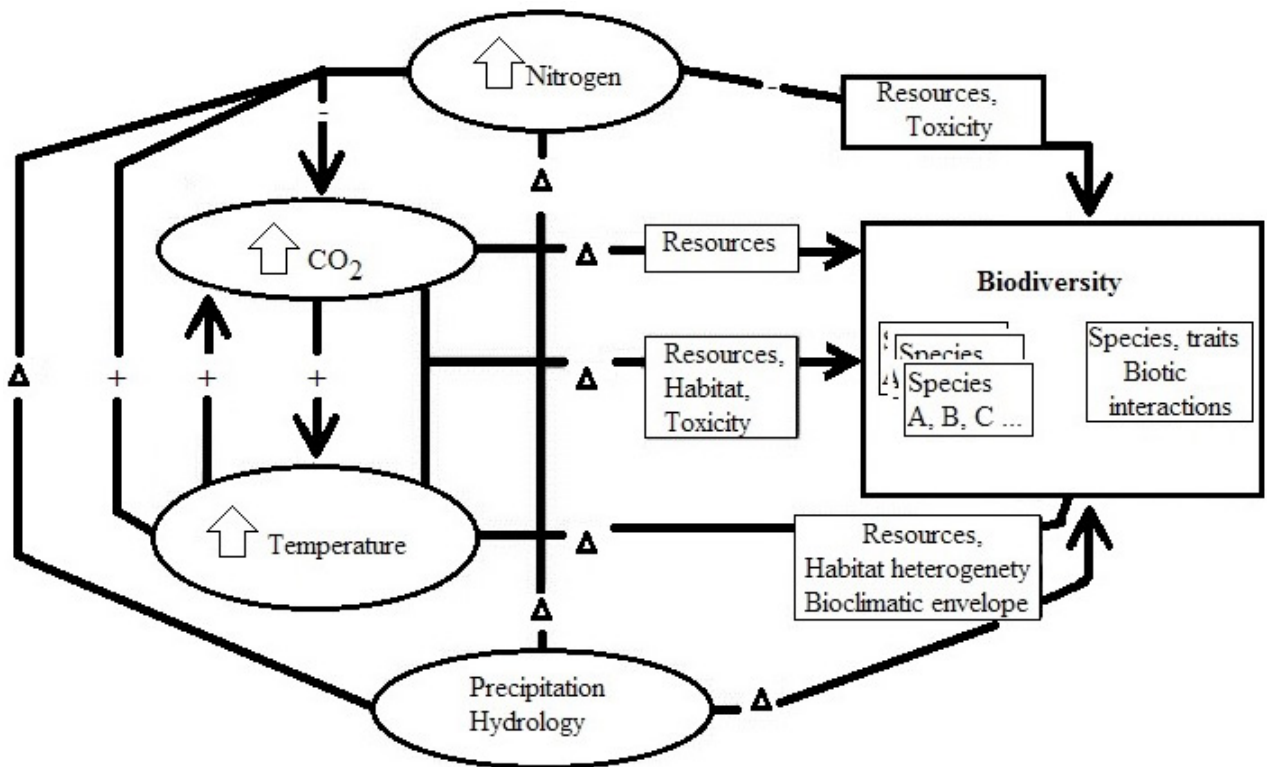 Nitrogen
Resources,
Toxicity
-
-
Δ
CO2
Δ
Resources
Biodiversity
Species
Species
A, B, C ...
Species, traits
Biotic
interactions
Δ
+
+
+
Δ
Resources,
Habitat,
Toxicity
Temperature
Δ
Resources,
Habitat heterogenety
Bioclimatic envelope
Δ
Precipitation
Hydrology
Δ